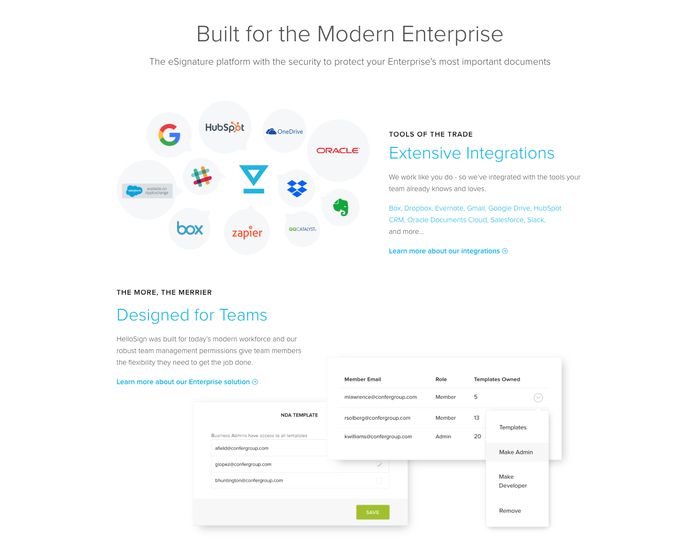 Built for the Modern Enterprise
The eSignature platform with the security to protect your Enterprise's most important documents
HubSpot
OneDrive
ORACLE
salesforce
available on
AppExchange
box
zapier
QQCATALYST
TOOLS OF THE TRADE
Extensive Integrations
We work like you do - so we've integrated with the tools your
team already knows and loves.
Box, Dropbox, Evernote, Gmail, Google Drive, HubSpot
CRM, Oracle Documents Cloud, Salesforce, Slack,
and more...
Learn more about our integrations
THE MORE, THE MERRIER
Designed for Teams
HelloSign was built for today's modern workforce and our
robust team management permissions give team members
the flexibility they need to get the job done.
Learn more about our Enterprise solution
NDA TEMPLATE
Business Admins have access to all templates
afield@confergroup.com
glopez@confergroup.com
bhuntington@confergroup.com
SAVE
Member Email Role Templates Owned
mlawrence@confergroup.com Member 5
rsolberg@confergroup.com Member 13
kwilliams@confergroup.com Admin 20
Templates
Make Admin
Make
Developer
Remove